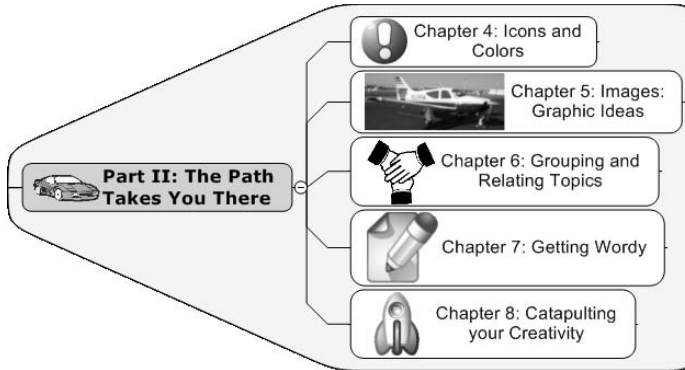 Part II: The Path
Takes You There
Chapter 4: Icons and
Colors
Chapter 5: Images:
Graphic Ideas
Chapter 6: Grouping and
Relating Topics
Chapter 7: Getting Wordy
Chapter 8: Catapulting
your Creativity